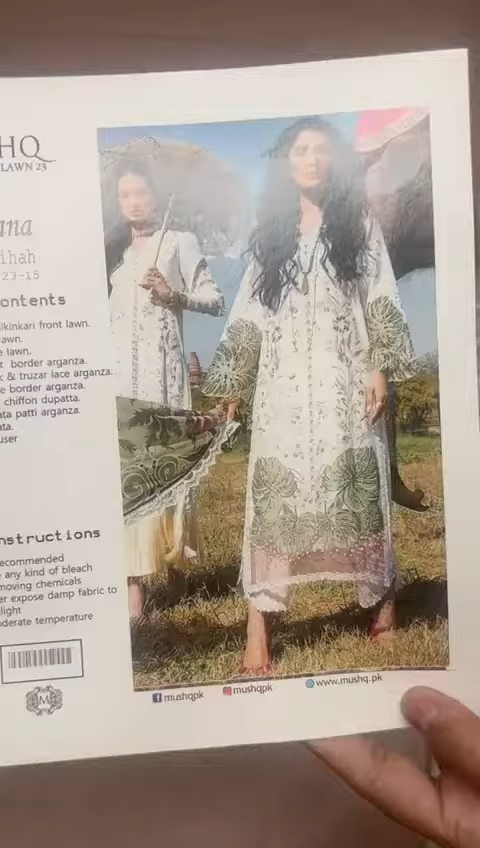 HQ
LAWN 23
ana
ihah
23-15
ontents
ikinkari front lawn.
awn.
e lawn.
t border arganza.
k & truzar lace arganza.
e border arganza.
chiffon dupatta.
ata patti arganza.
ata.
user
nstructions
ecommended
e any kind of bleach
moving chemicals
er expose damp fabric to
light
oderate temperature
M
mushqpk
mushqpk
www.mushq.pk